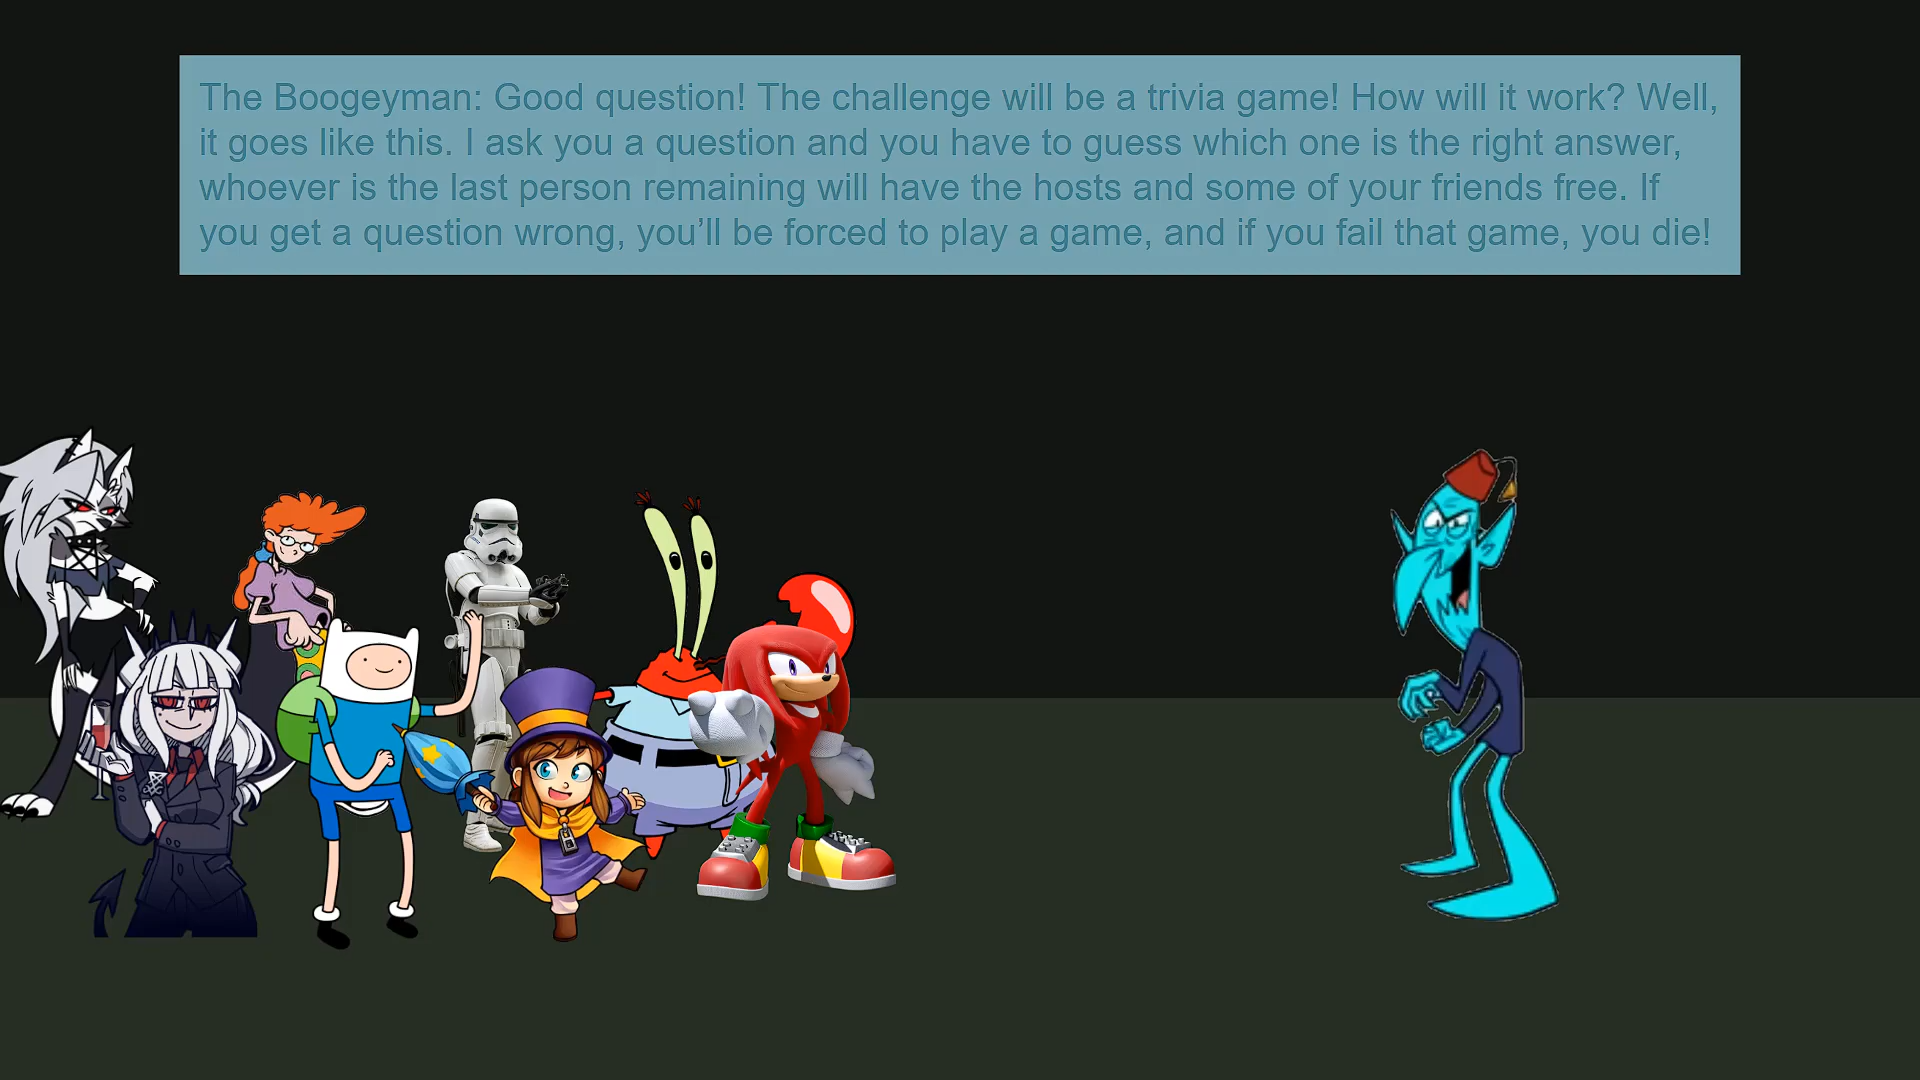 The Boogeyman: Good question! The challenge will be a trivia game! How will it work? Well,
it goes like this. I ask you a question and you have to guess which one is the right answer,
whoever is the last person remaining will have the hosts and some of your friends free. If
you get a question wrong, you’ll be forced to play a game, and if you fail that game, you die!